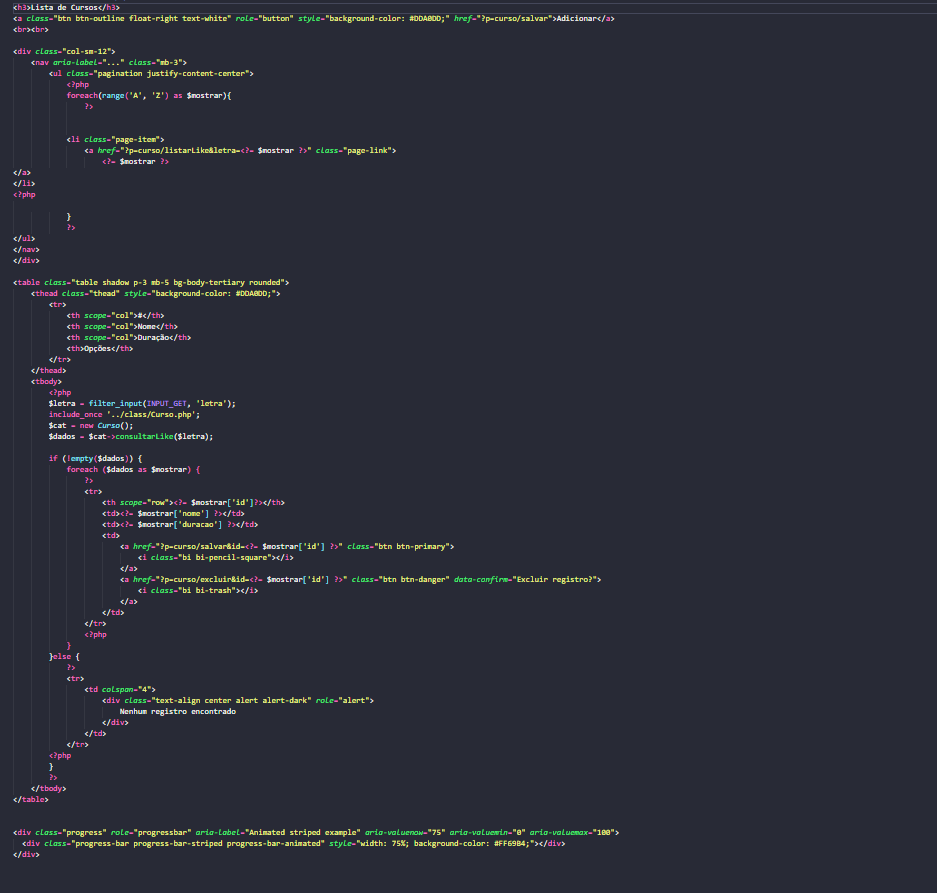 <h3>Lista de Cursos</h3>
<a class="btn btn-outline float-right text-white" role="button" style="background-color: #DDA0DD;" href="?p=curso/salvar">Adicionar</a>
<br><br>
<div class="col-sm-12">
<nav aria-label="..." class="mb-3">
<ul class="pagination justify-content-center">
<?php
foreach(range('A', 'Z') as $mostrar){
?>
<li class="page-item">
<a href="?p=curso/listarLike&letra=<?= $mostrar ?>" class="page-link">
<?= $mostrar ?>
</a>
</li>
<?php
}
?>
</ul>
</nav>
</div>
<table class="table shadow p-3 mb-5 bg-body-tertiary rounded">
<thead class="thead" style="background-color: #DDA0DD;">
<tr>
<th scope="col">#</th>
<th scope="col">Nome</th>
<th scope="col">Duração</th>
<th>Opções</th>
</tr>
</thead>
<tbody>
<?php
$letra = filter_input(INPUT_GET, 'letra');
include_once '../class/Curso.php';
$cat = new Curso();
$dados = $cat->consultarLike($letra);
if (!empty($dados)) {
foreach ($dados as $mostrar) {
?>
<tr>
<th scope="row"><?= $mostrar['id']?></th>
<td><?= $mostrar['nome'] ?></td>
<td><?= $mostrar['duracao'] ?></td>
<td>
<a href="?p=curso/salvar&id=<?= $mostrar['id'] ?>" class="btn btn-primary">
<i class="bi bi-pencil-square"></i>
</a>
<a href="?p=curso/excluir&id=<?= $mostrar['id'] ?>" class="btn btn-danger" data-confirm="Excluir registro?">
<i class="bi bi-trash"></i>
</a>
</td>
</tr>
<?php
}
}else {
?>
<tr>
<td colspan="4">
<div class="text-align center alert alert-dark" role="alert">
Nenhum registro encontrado
</div>
</td>
</tr>
<?php
}
?>
</tbody>
</table>
<div class="progress" role="progressbar" aria-label="Animated striped example" aria-valuenow="75" aria-valuemin="0" aria-valuemax="100">
<div class="progress-bar progress-bar-striped progress-bar-animated" style="width: 75%; background-color: #FF69B4;"></div>
</div>